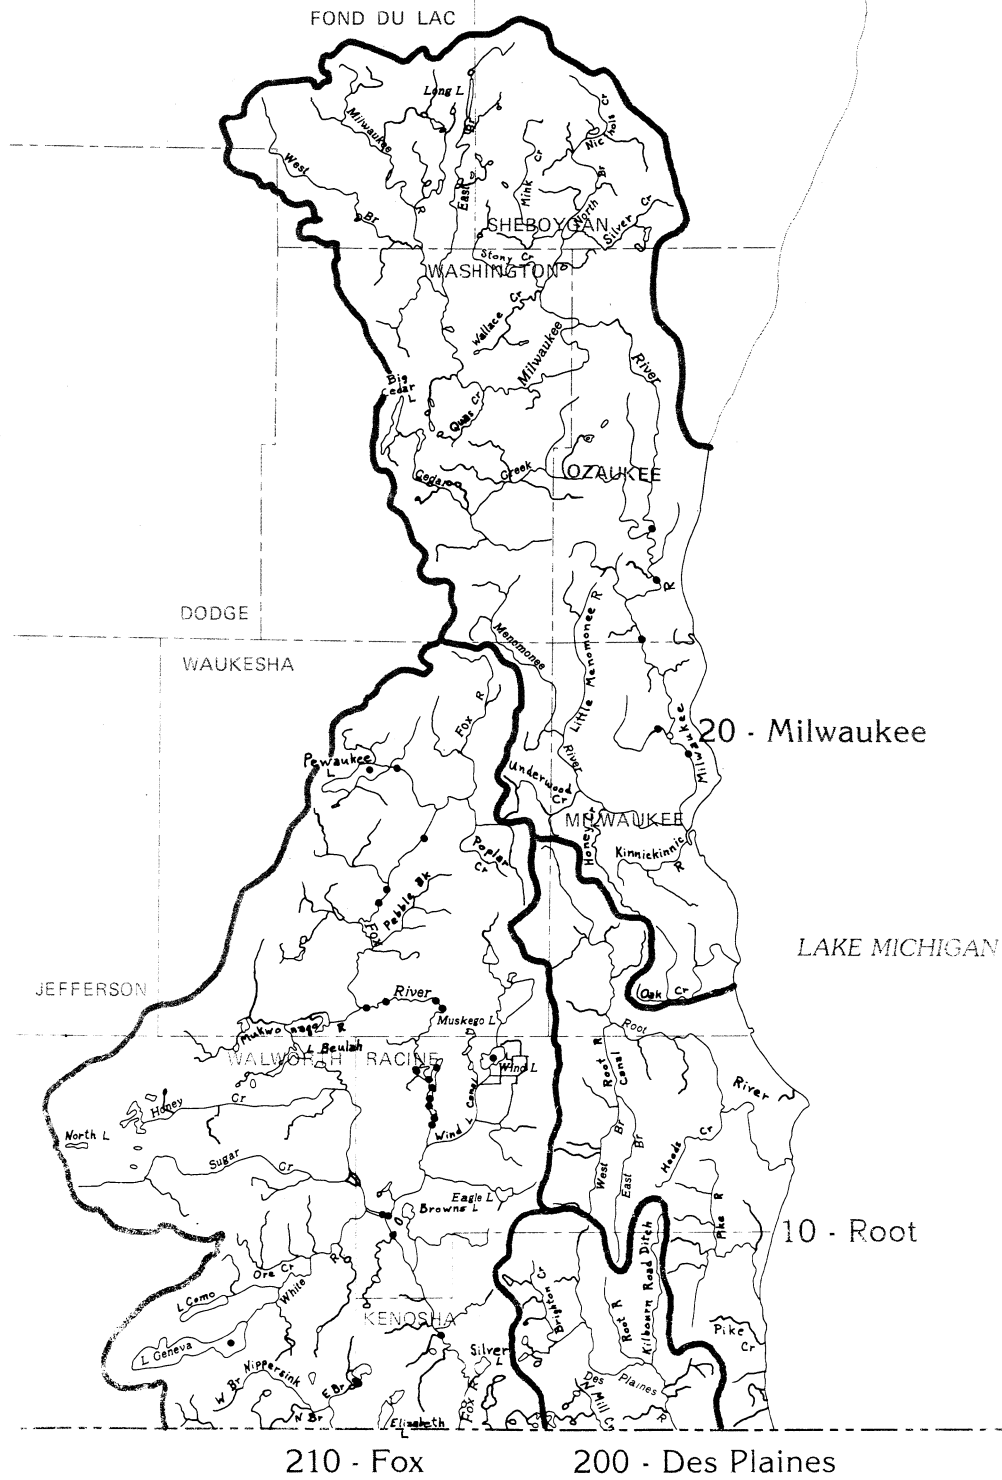 FOND DU LAC
Long L
Cr
Nichols
Milwaukee
Br
Cr
West
East
Mink
North
Br
Cr
Br
R
SHEBOYGAN
Silver
Stony Cr
WASHINGTON
Cr
Wallace
Milwaukee
River
Big
Cedar
L
Quas Cr
Cedar
Creek
OZAUKEE
R
R
DODGE
Menomonee
Little Menomonee
WAUKESHA
R
Fox
Milwaukee
20 - Milwaukee
River
Pewaukee
L
Underwood
Cr
MILWAUKEE
Honey
Kinnickinnic
R
Poplar
Cr
Pebble Bk
Fox
LAKE MICHIGAN
JEFFERSON
River
Oak Cr
Muskego L
Mukwonago R
Root
L Beulah
WALWORTH
RACINE
Wind L
Root R
Canal
River
Honey
Cr
Wind L Canal
North L
Br
Br
Hoods
Cr
Sugar
Cr
West
East
Eagle L
Browns L
Pike R
10 - Root
Ore Cr
R
White
L Como
Brighton Cr
Root R
Kilbourn Road Ditch
KENOSHA
Pike
Cr
L Geneva
Silver
L
Nippersink
W Br
E Br
N Br
Fox R
Des Plaines
R
Mill Cr
Elizabeth
L
210 - Fox
200 - Des Plaines